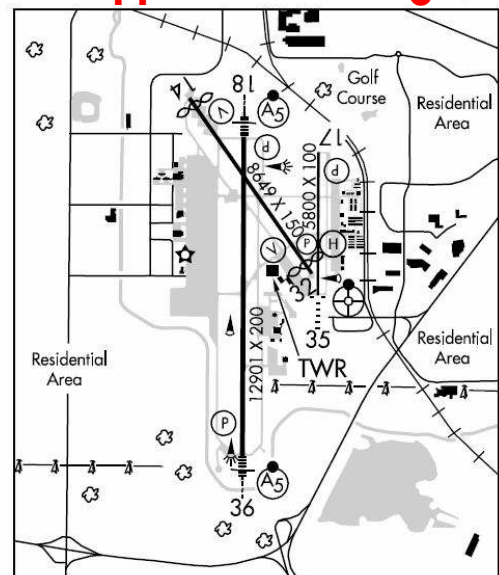 18
14
A5
Golf
Course
Residential
Area
V
P
17
P
8649 X 150
5800 X 100
P
H
V
32
35
TWR
12901 X 200
Residential
Area
Residential
Area
P
A5
36